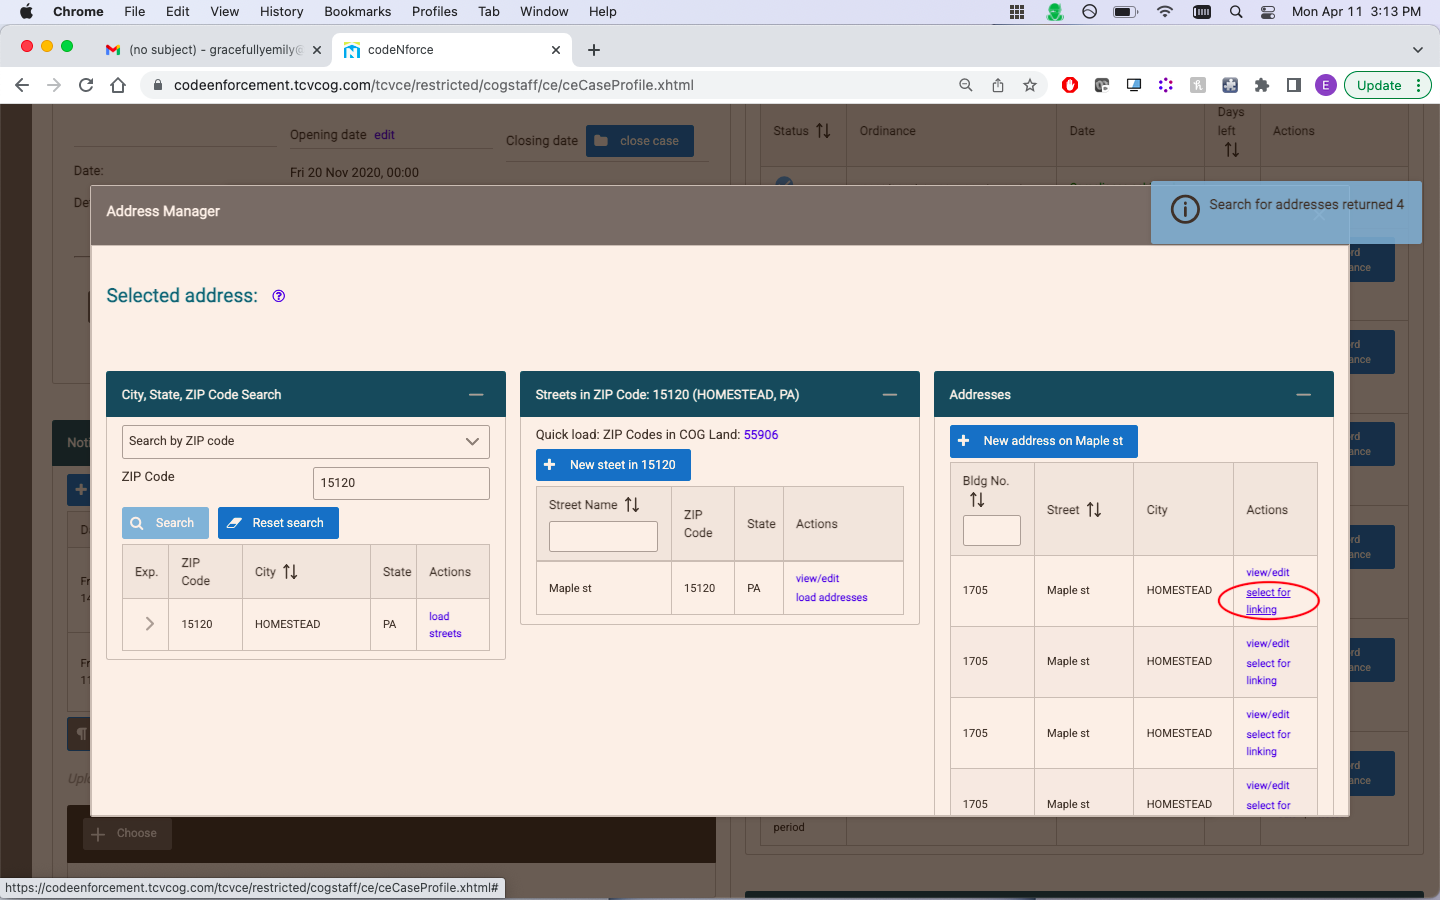 Chrome File Edit View History Bookmarks Profiles Tab Window Help Mon Apr 11 3:13 PM
(no subject) - gracefullyemily@
codeNforce
codeenforcement.tcvcog.com/tcvce/restricted/cogstaff/ce/ceCaseProfile.xhtml
E
Update
Opening date edit
Closing date
close case
Date:
Fri 20 Nov 2020, 00:00
Status
Ordinance
Date
Days
left
Actions
Address Manager
Search for addresses returned 4
Selected address:
City, State, ZIP Code Search
Search by ZIP code
ZIP Code
15120
Search
Reset search
Exp.
ZIP
Code
City
State
Actions
15120
HOMESTEAD
PA
load
streets
Streets in ZIP Code: 15120 (HOMESTEAD, PA)
Quick load: ZIP Codes in COG Land: 55906
New steet in 15120
Street Name
ZIP
Code
State
Actions
Maple st
15120
PA
view/edit
load addresses
Addresses
New address on Maple st
Bldg No.
Street
City
Actions
1705 Maple st HOMESTEAD
view/edit
select for
linking
1705 Maple st HOMESTEAD
view/edit
select for
linking
1705 Maple st HOMESTEAD
view/edit
select for
linking
1705 Maple st HOMESTEAD
view/edit
select for
Choose
period
https://codeenforcement.tcvcog.com/tcvce/restricted/cogstaff/ce/ceCaseProfile.xhtml#